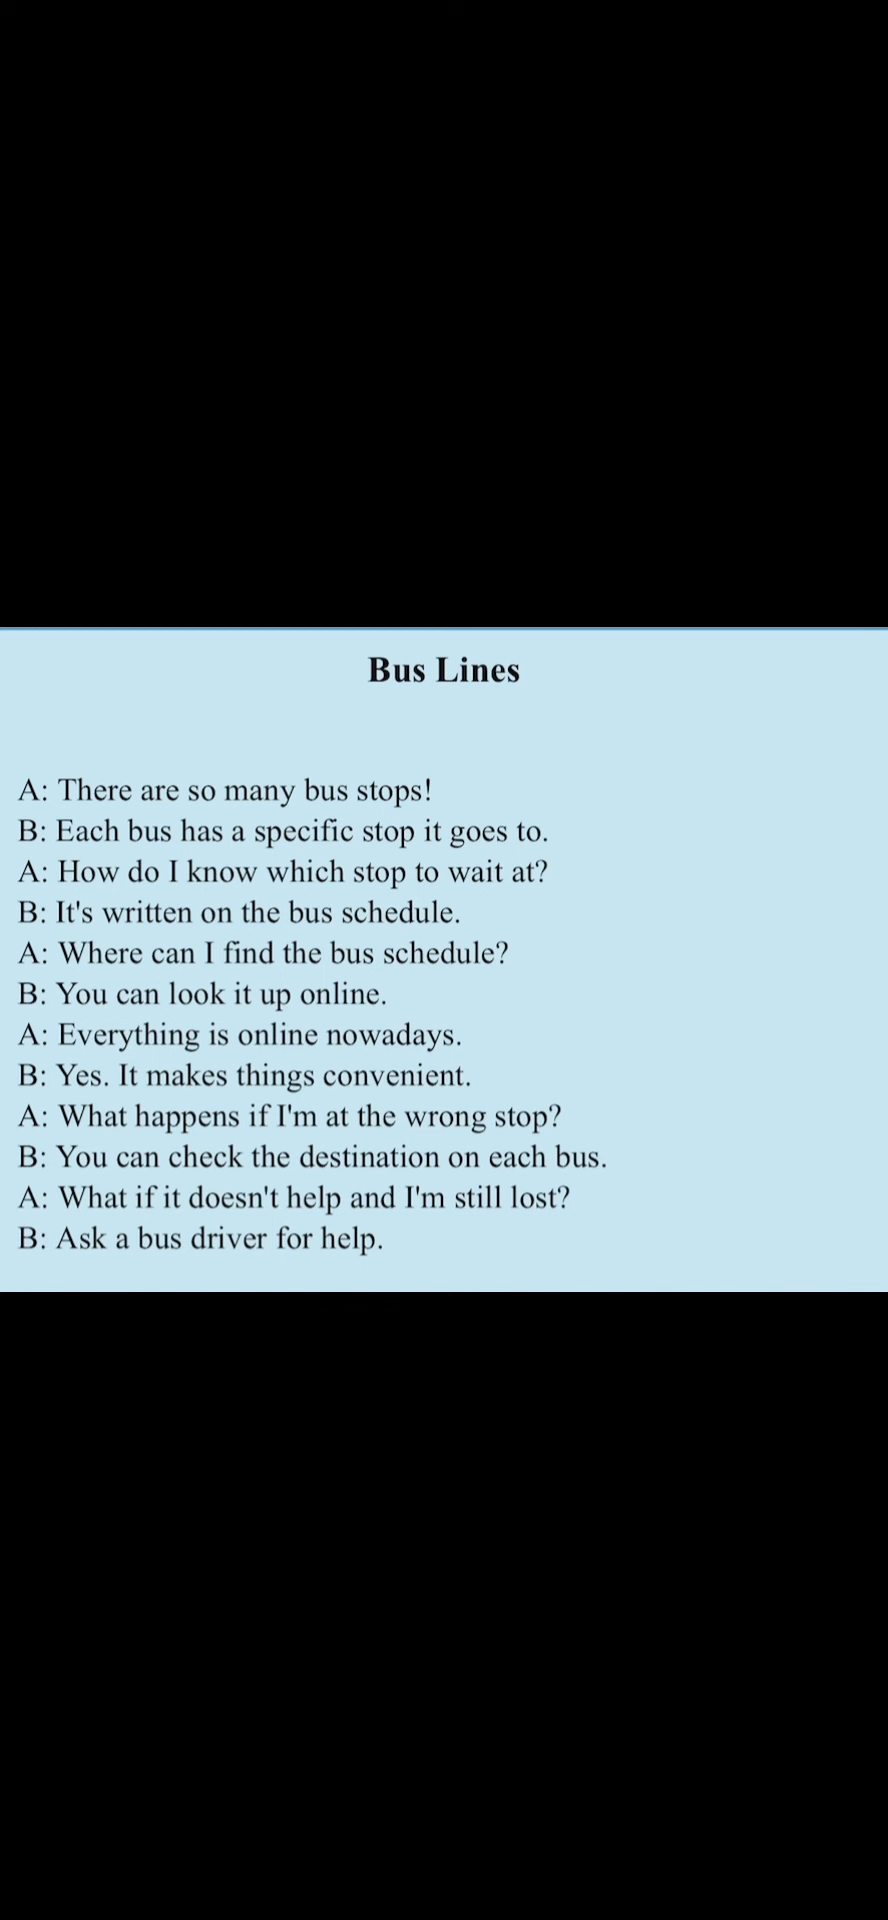 Bus Lines
A: There are so many bus stops!
B: Each bus has a specific stop it goes to.
A: How do I know which stop to wait at?
B: It's written on the bus schedule.
A: Where can I find the bus schedule?
B: You can look it up online.
A: Everything is online nowadays.
B: Yes. It makes things convenient.
A: What happens if I'm at the wrong stop?
B: You can check the destination on each bus.
A: What if it doesn't help and I'm still lost?
B: Ask a bus driver for help.